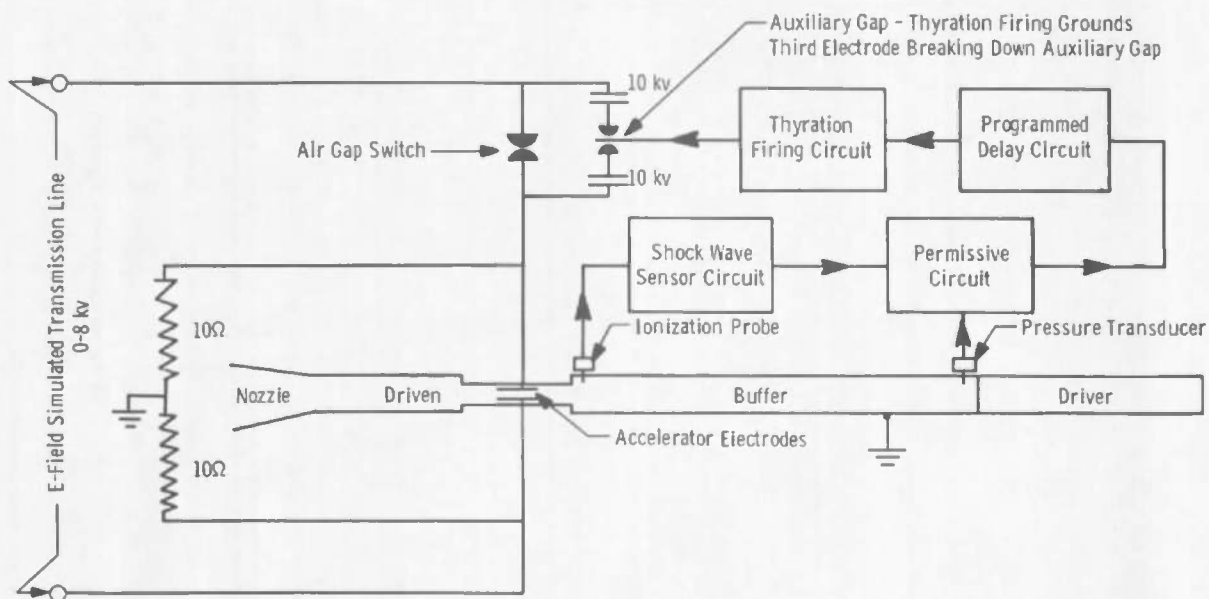 Auxiliary Gap - Thyration Firing Grounds
Third Electrode Breaking Down Auxiliary Gap
10 kv
Air Gap Switch
10 kv
Thyration
Firing Circuit
Programmed
Delay Circuit
E-Field Simulated Transmission Line
0-8 kv
Shock Wave
Sensor Circuit
Permissive
Circuit
10Ω
Ionization Probe
Pressure Transducer
Nozzle
Driven
Buffer
Driver
Accelerator Electrodes
10Ω